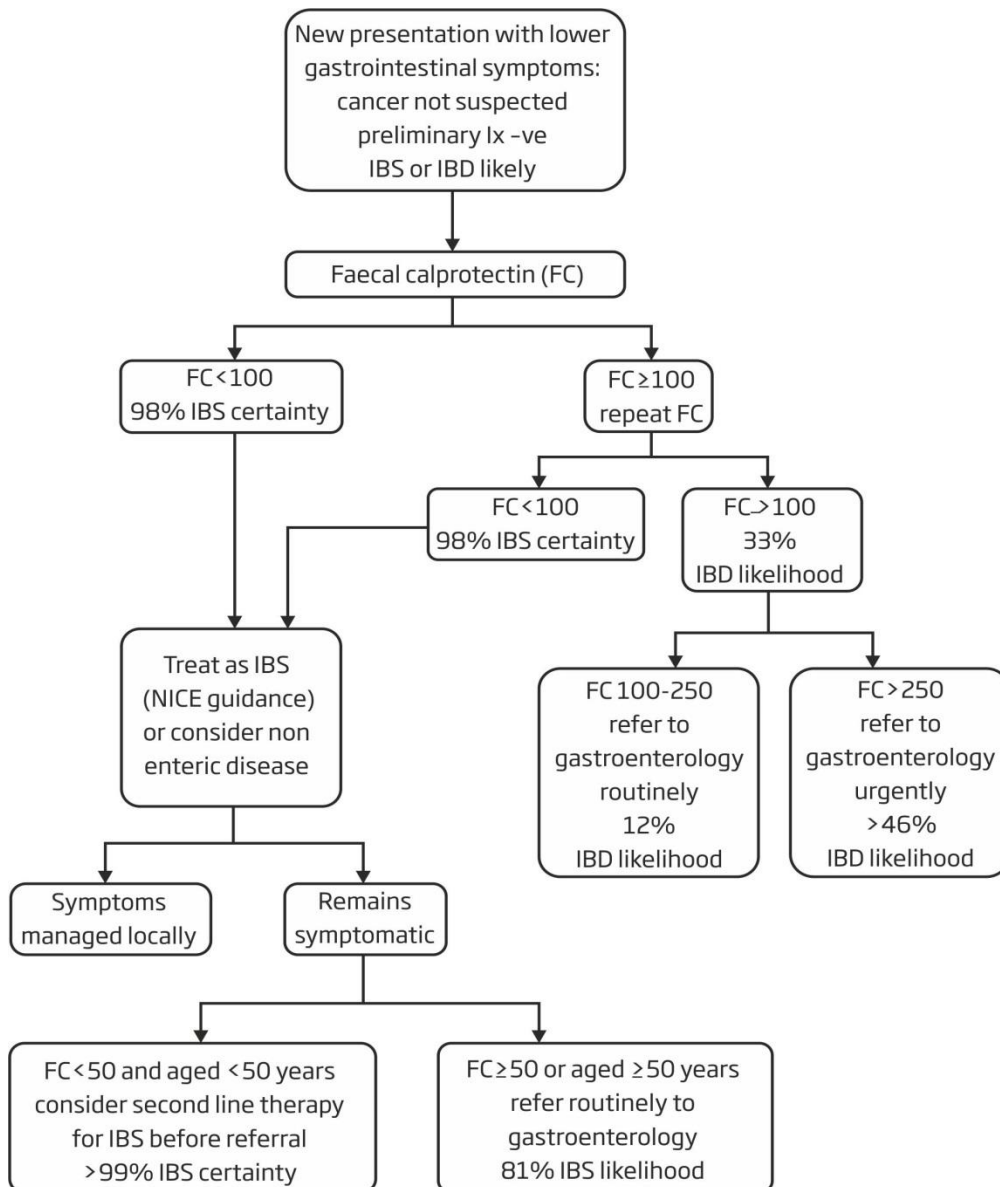 New presentation with lower
gastrointestinal symptoms:
cancer not suspected
preliminary Ix -ve
IBS or IBD likely
Faecal calprotectin (FC)
FC<100
98% IBS certainty
FC≥100
repeat FC
FC<100
98% IBS certainty
FC->100
33%
IBD likelihood
Treat as IBS
(NICE guidance)
or consider non
enteric disease
FC 100-250
refer to
gastroenterology
routinely
12%
IBD likelihood
FC>250
refer to
gastroenterology
urgently
>46%
IBD likelihood
Symptoms
managed locally
Remains
symptomatic
FC<50 and aged <50 years
consider second line therapy
for IBS before referral
>99% IBS certainty
FC≥50 or aged ≥50 years
refer routinely to
gastroenterology
81% IBS likelihood